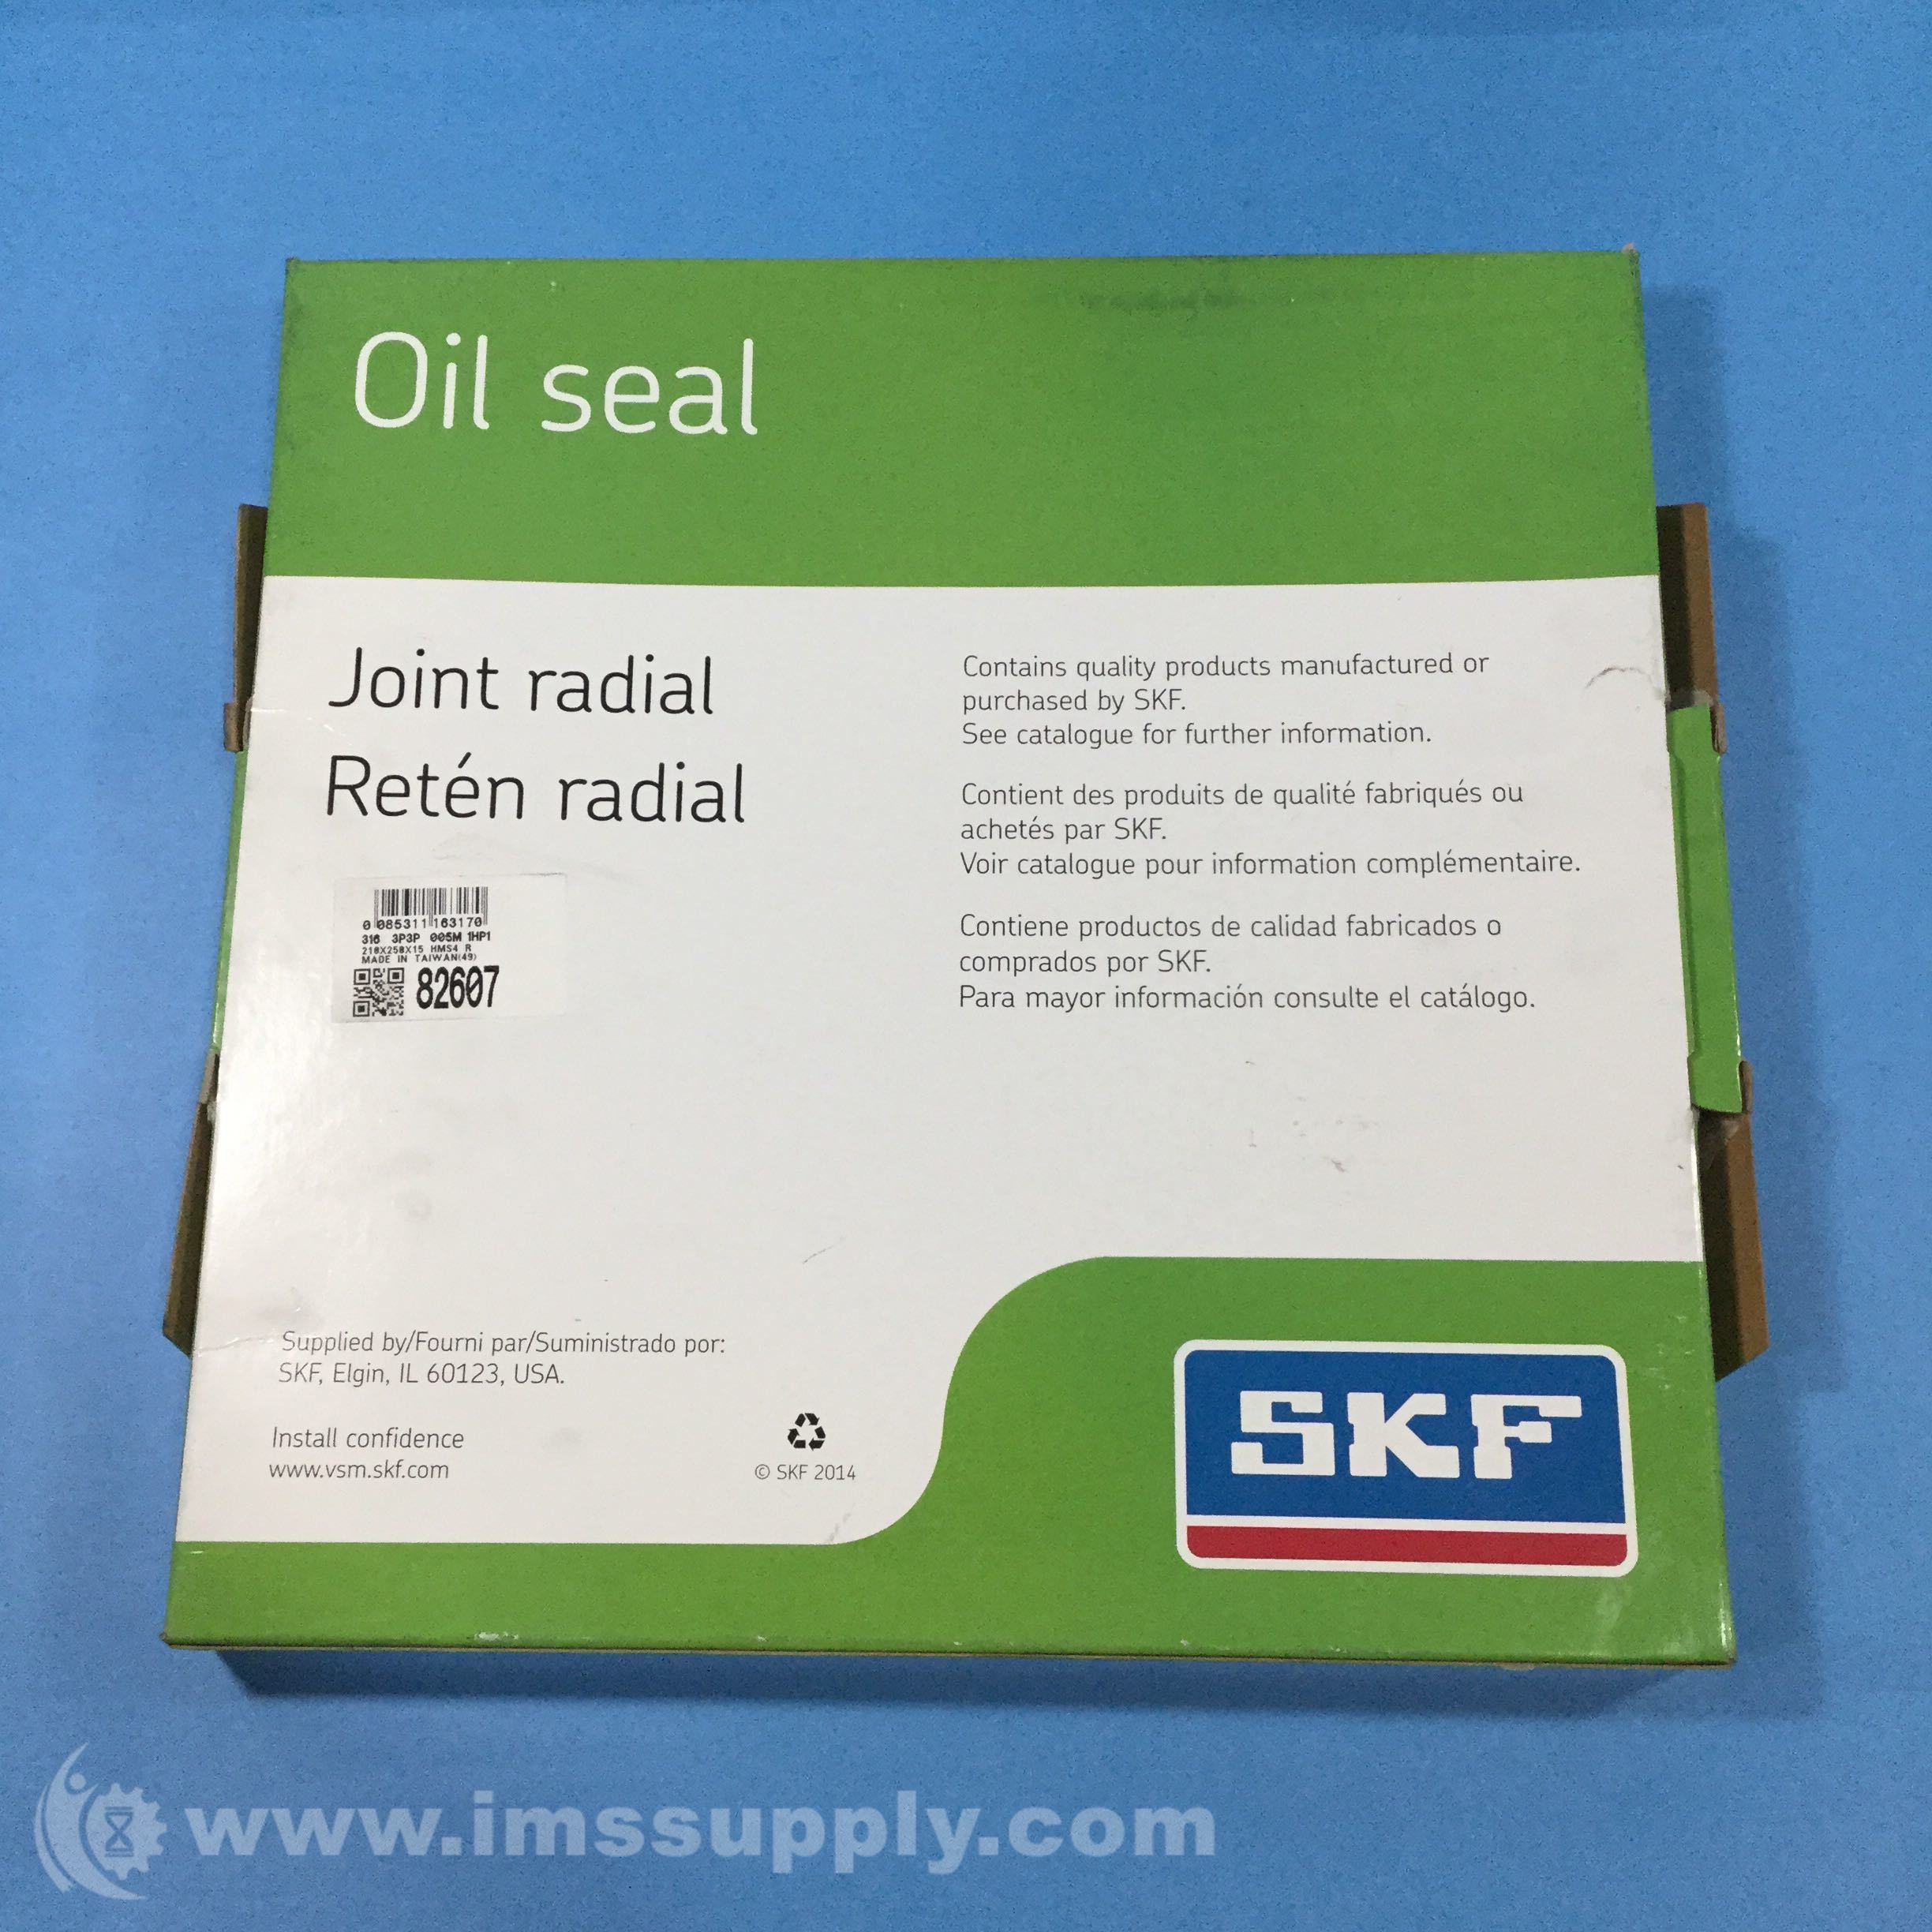 Oil seal
Joint radial
Retén radial
Contains quality products manufactured or
purchased by SKF.
See catalogue for further information.
Contient des produits de qualité fabriqués ou
achetés par SKF.
Voir catalogue pour information complémentaire.
Contiene productos de calidad fabricados o
comprados por SKF.
Para mayor información consulte el catálogo.
0 085311 163170
316 3P3P 005M 1HP1
210X250X15 HMS4 R
MADE IN TAIWAN(49)
82607
Supplied by/Fourni par/Suministrado por:
SKF, Elgin, IL 60123, USA.
Install confidence
www.vsm.skf.com
© SKF 2014
SKF
www.imssupply.com